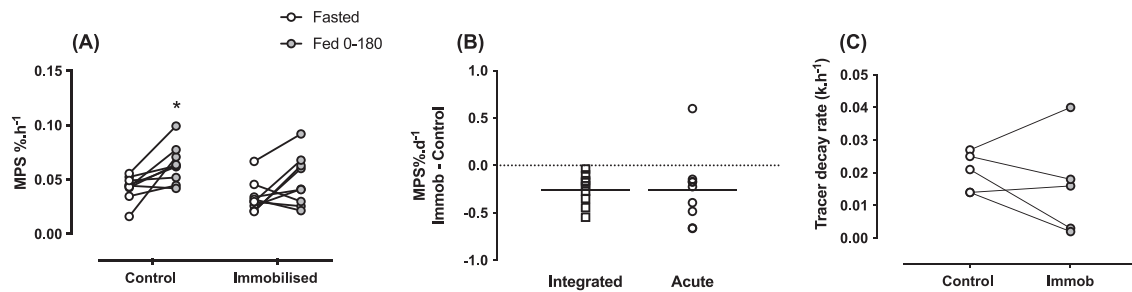 Fasted
Fed 0-180
(A)
MPS %.h-1
0.15
0.10
0.05
0.00
*
Control
Immobilised
(B)
MPS%.d-1
Immob - Control
1.0
0.5
0.0
-0.5
-1.0
Integrated
Acute
(C)
Tracer decay rate (k.h-1)
0.05
0.04
0.03
0.02
0.01
0.00
Control
Immob